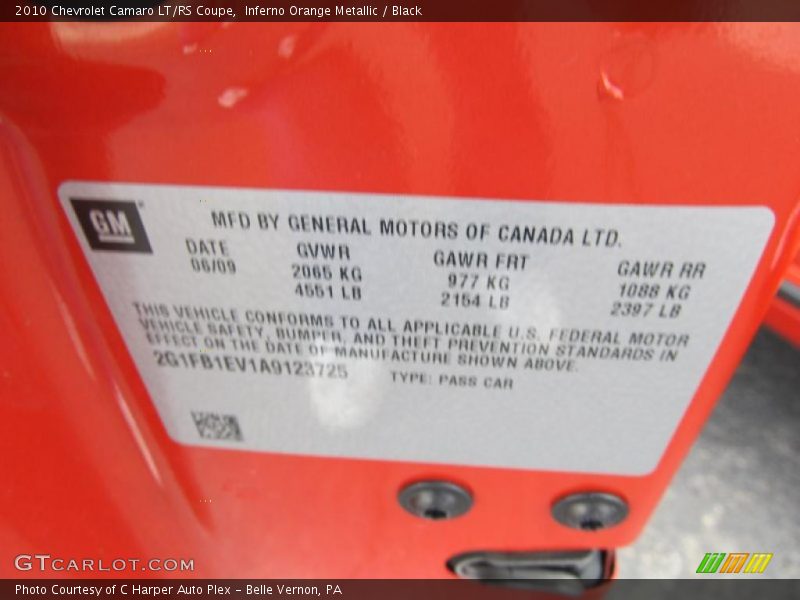 2010 Chevrolet Camaro LT/RS Coupe,  Inferno Orange Metallic / Black
GM
MFD BY GENERAL MOTORS OF CANADA LTD.
DATE GVWR GAWR FRT GAWR RR
06/09 2065 KG 977 KG 1088 KG
4551 LB 2154 LB 2397 LB
THIS VEHICLE CONFORMS TO ALL APPLICABLE U.S. FEDERAL MOTOR
VEHICLE SAFETY, BUMPER, AND THEFT PREVENTION STANDARDS IN
EFFECT ON THE DATE OF MANUFACTURE SHOWN ABOVE.
2G1FB1EV1A9123725 TYPE: PASS CAR
GTCARLOT.COM
Photo Courtesy of C Harper Auto Plex – Belle Vernon, PA